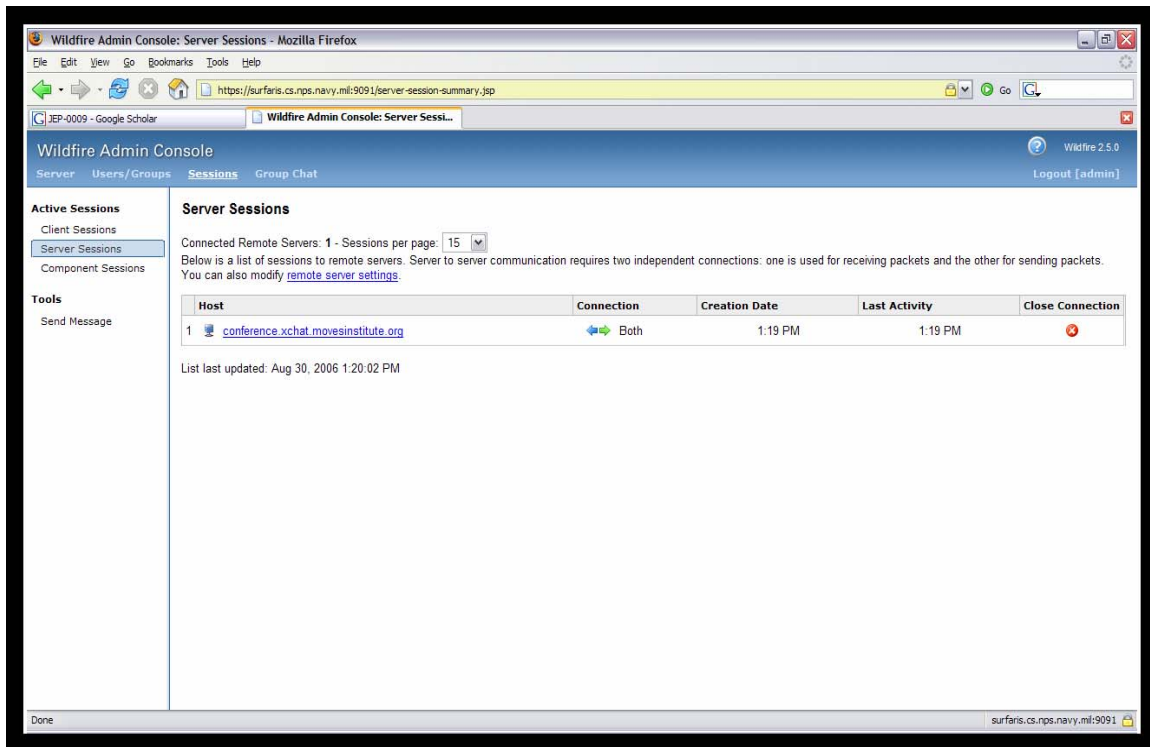 Wildfire Admin Console: Server Sessions - Mozilla Firefox
File Edit View Go Bookmarks Tools Help
https://surfaris.cs.nps.navy.mil:9091/server-session-summary.jsp
Go
JEP-0009 - Google Scholar
Wildfire Admin Console: Server Sessi...
Wildfire Admin Console
Wildfire 2.5.0
Server Users/Groups Sessions Group Chat
Logout [admin]
Active Sessions
Client Sessions
Server Sessions
Component Sessions
Tools
Send Message
Server Sessions
Connected Remote Servers: 1 - Sessions per page: 15
Below is a list of sessions to remote servers. Server to server communication requires two independent connections: one is used for receiving packets and the other for sending packets.
You can also modify remote server settings.
Host Connection Creation Date Last Activity Close Connection
1 conference.xchat.movesinstitute.org Both 1:19 PM 1:19 PM
List last updated: Aug 30, 2006 1:20:02 PM
Done
surfaris.cs.nps.navy.mil:9091